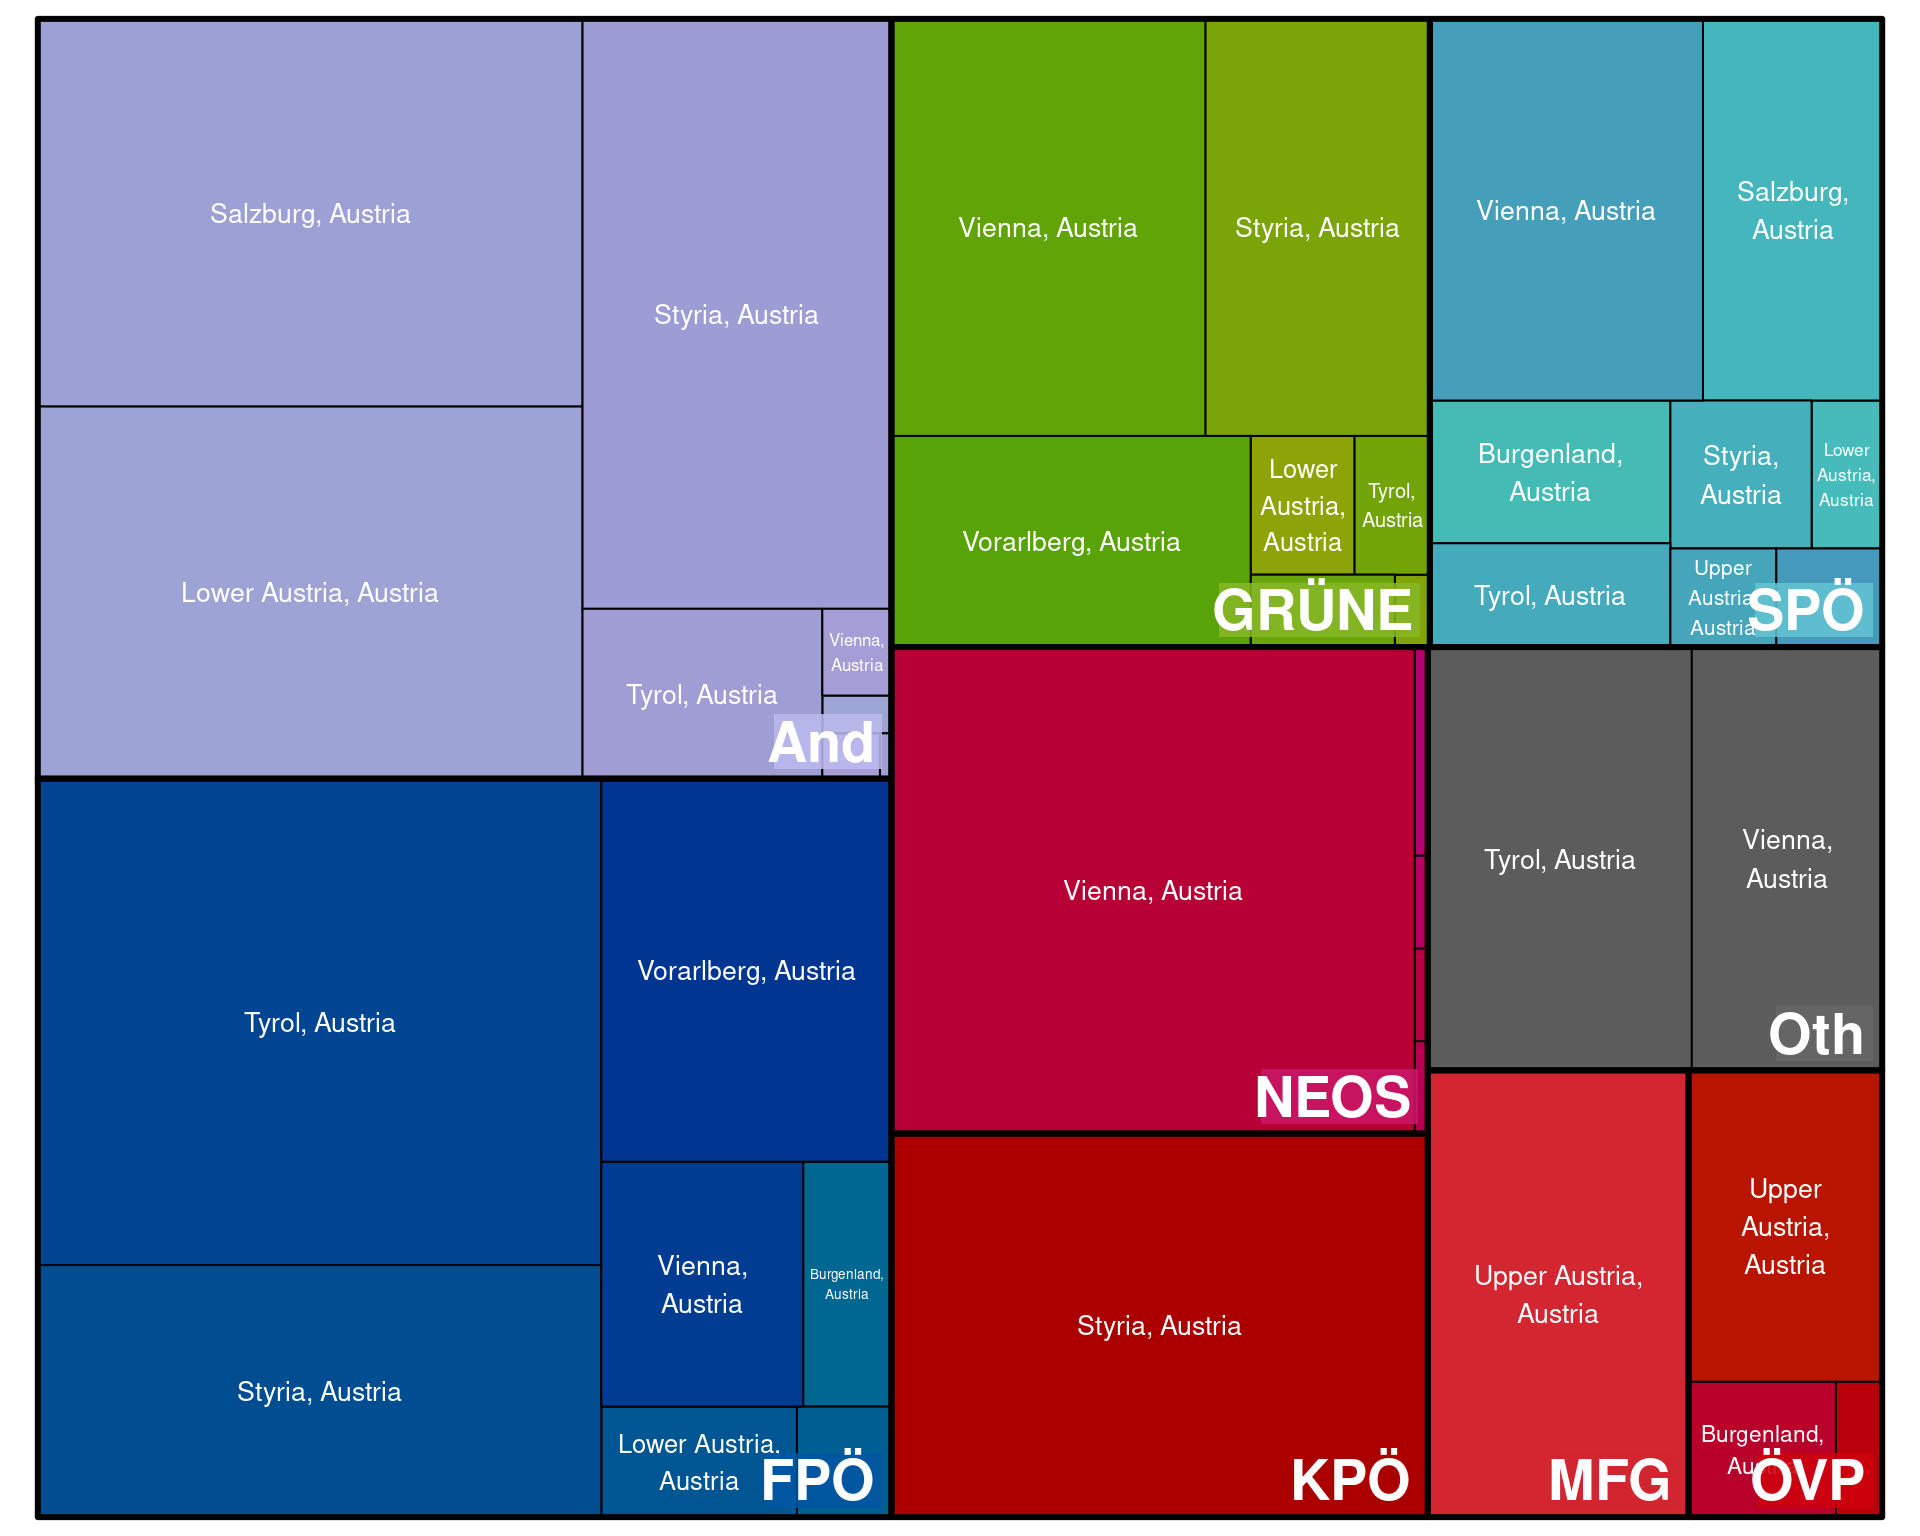 Salzburg, Austria
Styria, Austria
Lower Austria, Austria
Tyrol, Austria
Vienna,
Austria
And
Vienna, Austria
Styria, Austria
Vorarlberg, Austria
Lower
Austria,
Austria
Tyrol,
Austria
GRÜNE
Vienna, Austria
Salzburg,
Austria
Burgenland,
Austria
Styria,
Austria
Lower
Austria,
Austria
Tyrol, Austria
Upper
Austria
Austria
SPÖ
Tyrol, Austria
Vorarlberg, Austria
Styria, Austria
Vienna,
Austria
Burgenland,
Austria
Lower Austria,
Austria
FPÖ
Vienna, Austria
NEOS
Tyrol, Austria
Vienna,
Austria
Oth
Styria, Austria
KPÖ
Upper Austria,
Austria
MFG
Upper
Austria,
Austria
Burgenland,
ÖVP